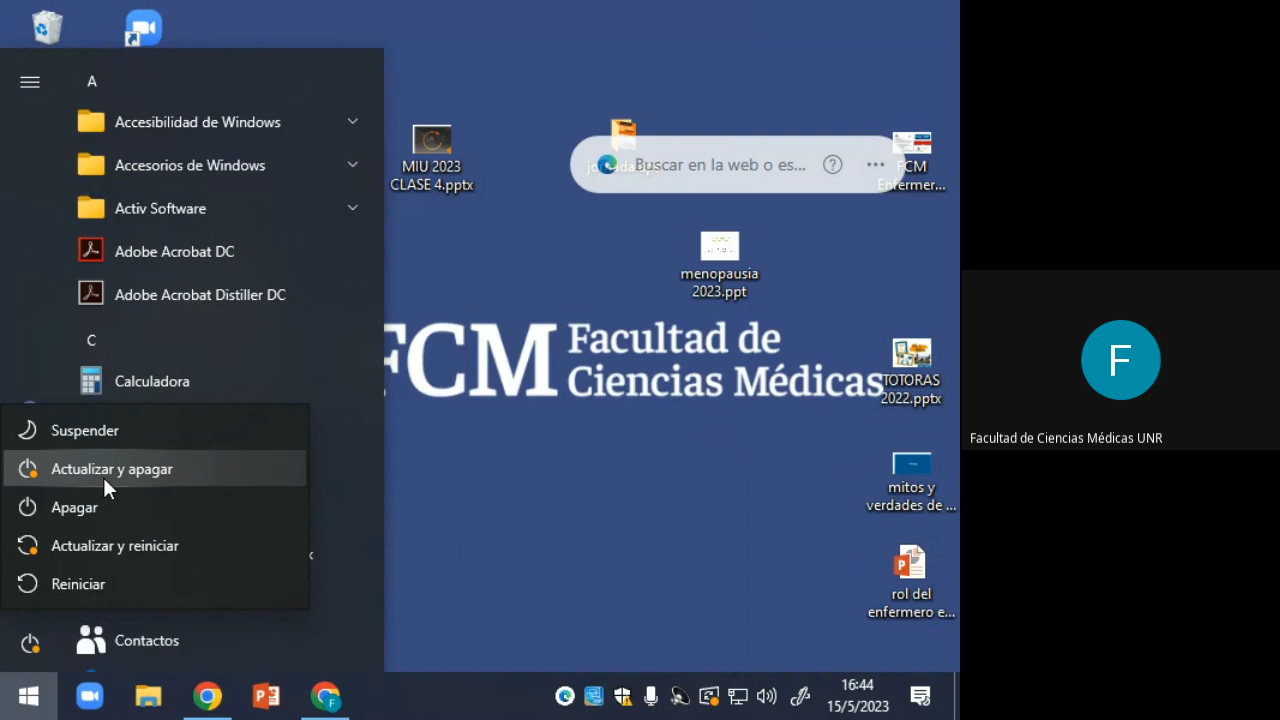 A
Accesibilidad de Windows
Accesorios de Windows
Activ Software
Adobe Acrobat DC
Adobe Acrobat Distiller DC
C
Calculadora
Suspender
Actualizar y apagar
Apagar
Actualizar y reiniciar
Reiniciar
Contactos
MIU 2023
CLASE 4.pptx
Buscar en la web o es...
FCM
Enfermer...
menopausia
2023.ppt
FCM Facultad de
Ciencias Médicas
TOTORAS
2022.pptx
mitos y
verdades de ...
rol del
enfermero e...
16:44
15/5/2023
F
Facultad de Ciencias Médicas UNR